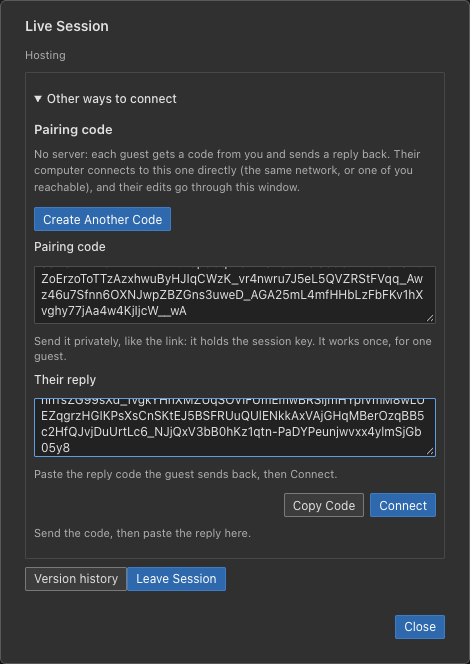 Live Session
Hosting
▼ Other ways to connect
Pairing code
No server: each guest gets a code from you and sends a reply back. Their
computer connects to this one directly (the same network, or one of you
reachable), and their edits go through this window.
Create Another Code
Pairing code
ZoErzoToTTzAzxhwuByHJIqCWzK_vr4nwru7J5eL5QVZRStFVqq_Aw
z46u7Sfnn6OXNJwpZBZGns3uweD_AGA25mL4mfHHbLzFbFKv1hX
vghy77jAa4w4KjIjcW__wA
Send it privately, like the link: it holds the session key. It works once, for one
guest.
Their reply
EZqgrzHGlKPsXsCnSKtEJ5BSFRUuQUlENkkAxVAjGHqMBerOzqBB5
c2HfQJvjDuUrtLc6_NJjQxV3bB0hKz1qtn-PaDYPeunjwvxx4ylmSjGb
05y8
Paste the reply code the guest sends back, then Connect.
Copy Code
Connect
Send the code, then paste the reply here.
Version history
Leave Session
Close